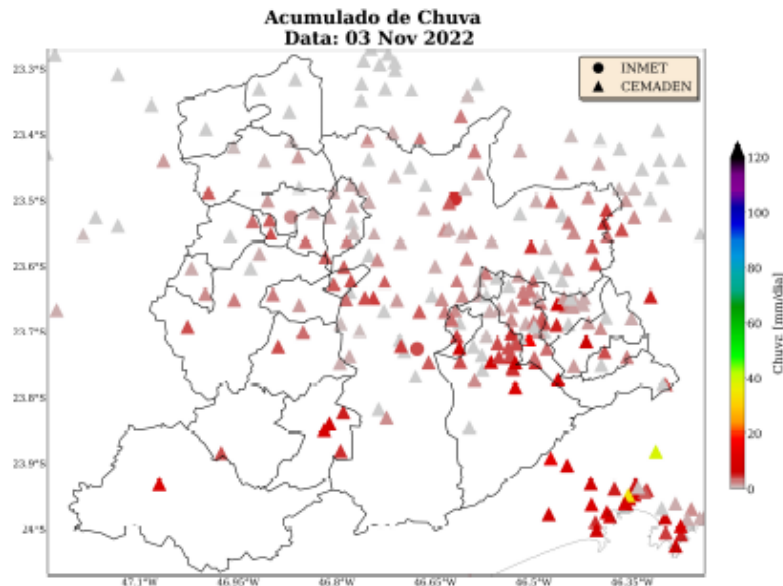 Acumulado de Chuva
Data: 03 Nov 2022
INMET
CEMADEN
23.3°S
23.4°S
23.5°S
23.6°S
23.7°S
23.8°S
23.9°S
24°S
47.1°W
46.95°W
46.8°W
46.65°W
46.5°W
46.35°W
120
100
80
60
40
20
0
Chuva [mm/dia]